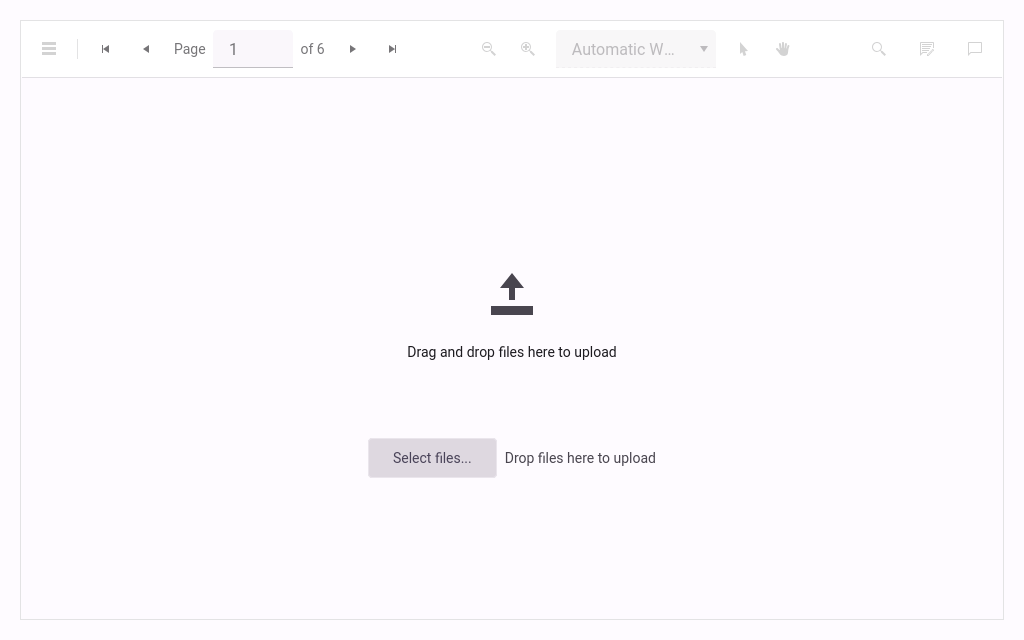 Page 1 of 6 Automatic W...
Drag and drop files here to upload
Select files... Drop files here to upload